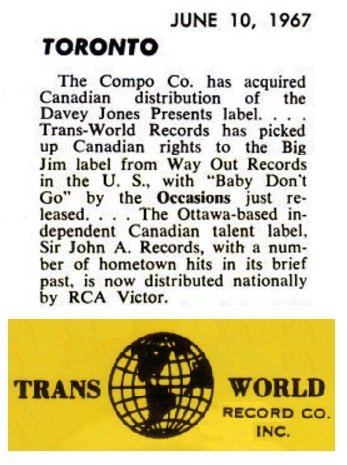 JUNE 10, 1967
TORONTO
The Compo Co. has acquired
Canadian distribution of the
Davey Jones Presents label. . . .
Trans-World Records has picked
up Canadian rights to the Big
Jim label from Way Out Records
in the U. S., with "Baby Don't
Go" by the Occasions just re-
leased. . . . The Ottawa-based in-
dependent Canadian talent label,
Sir John A. Records, with a num-
ber of hometown hits in its brief
past, is now distributed nationally
by RCA Victor.
TRANS WORLD
RECORD CO.
INC.